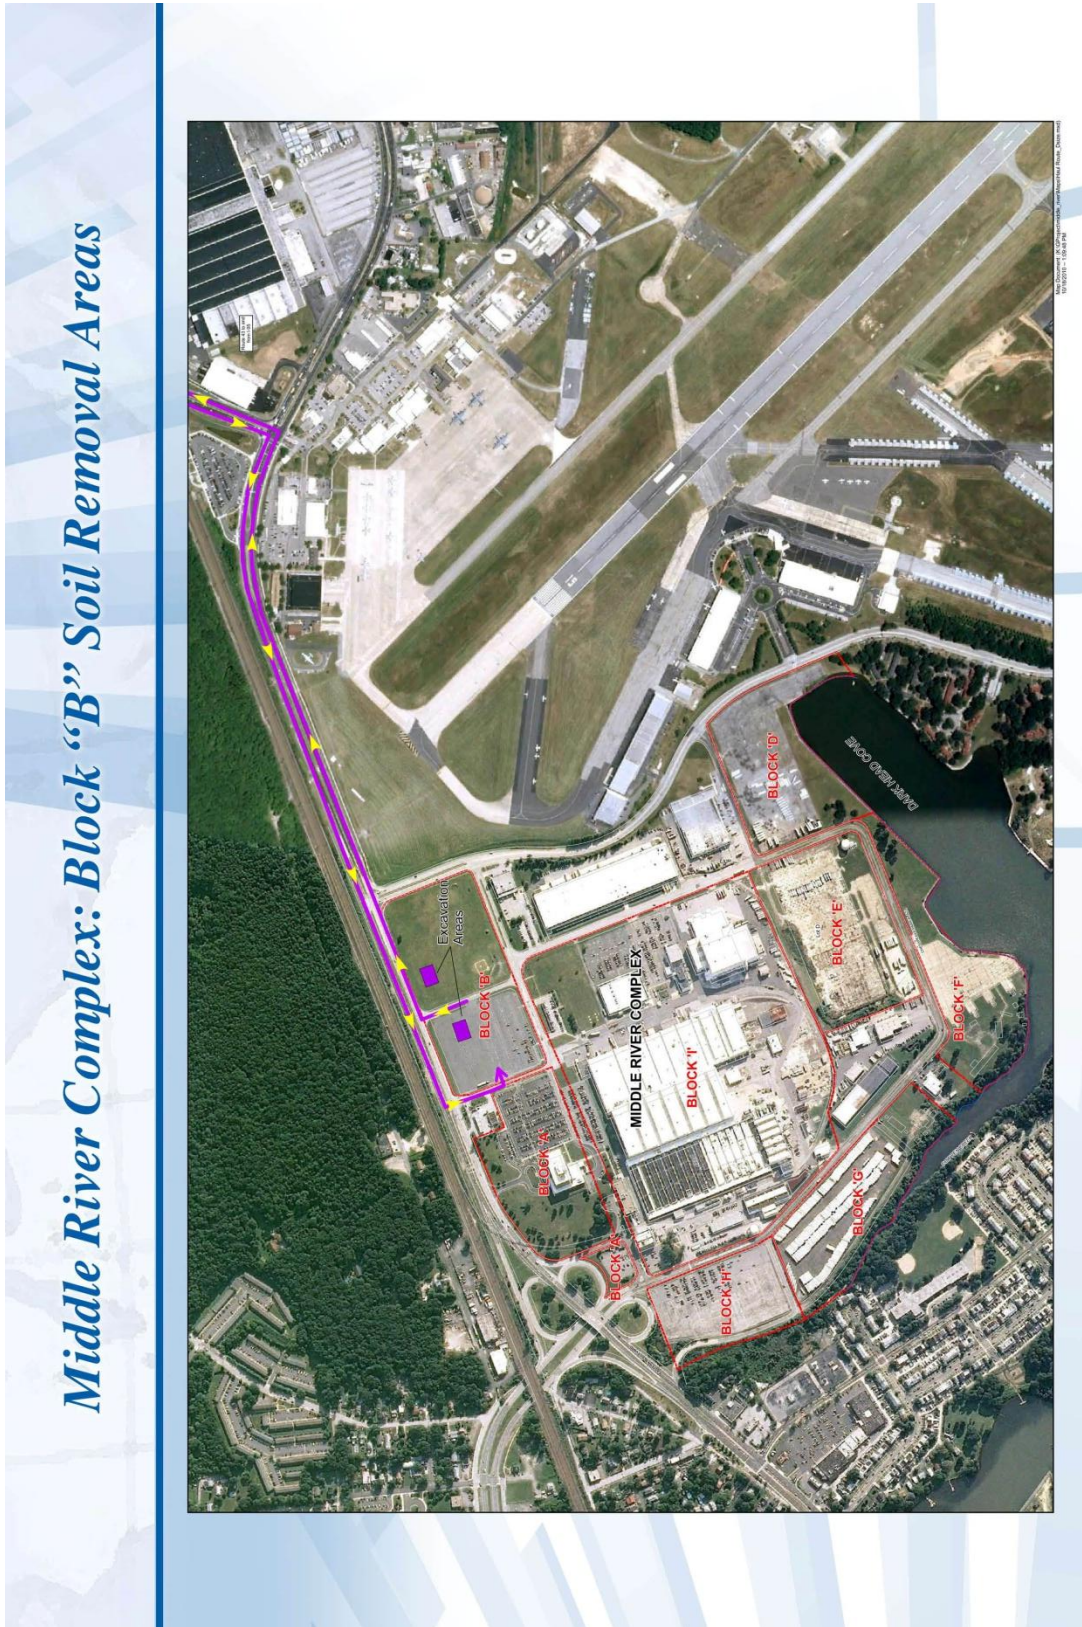 Middle River Complex: Block “B” Soil Removal Areas
Excavation
Areas
BLOCK 'B'
BLOCK 'A'
BLOCK 'A'
MIDDLE RIVER COMPLEX
BLOCK 'I'
BLOCK 'D'
DARK HEAD COVE
BLOCK 'E'
BLOCK 'F'
BLOCK 'G'
BLOCK 'H'